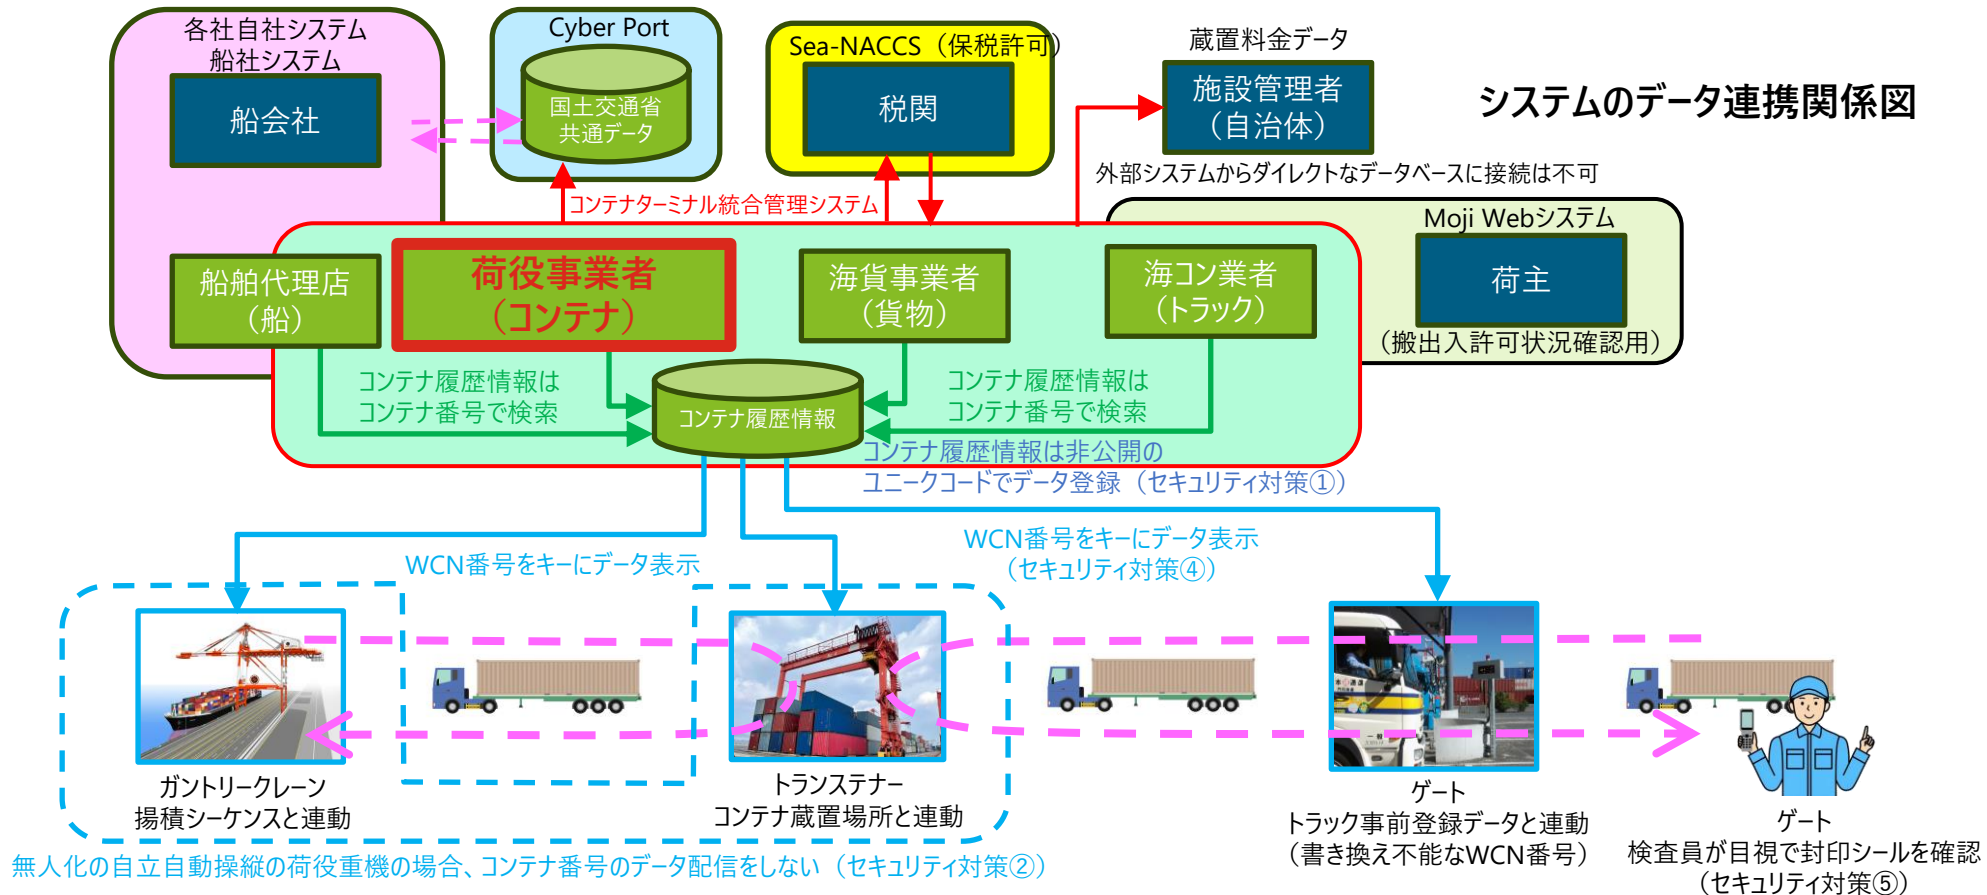 各社自社システム
船社システム
船会社
Cyber Port
国土交通省
共通データ
Sea-NACCS（保税許可）
税関
蔵置料金データ
施設管理者
（自治体）
システムのデータ連携関係図
外部システムからダイレクトなデータベースに接続は不可
コンテナターミナル統合管理システム
Moji Webシステム
荷主
（搬出入許可状況確認用）
船舶代理店
（船）
荷役事業者
（コンテナ）
海貨事業者
（貨物）
海コン業者
（トラック）
コンテナ履歴情報は
コンテナ番号で検索
コンテナ履歴情報
コンテナ履歴情報は
コンテナ番号で検索
コンテナ履歴情報は非公開の
ユニークコードでデータ登録（セキュリティ対策①）
WCN番号をキーにデータ表示
WCN番号をキーにデータ表示
（セキュリティ対策④）
ガントリークレーン
揚積シーケンスと連動
トランステナー
コンテナ蔵置場所と連動
ゲート
トラック事前登録データと連動
（書き換え不能なWCN番号）
ゲート
検査員が目視で封印シールを確認
（セキュリティ対策⑤）
無人化の自立自動操縦の荷役重機の場合、コンテナ番号のデータ配信をしない（セキュリティ対策②）